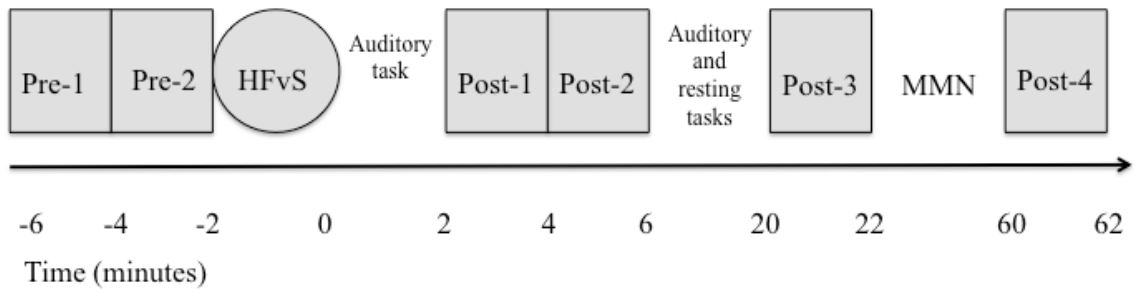 Pre-1
Pre-2
HFvS
Auditory
task
Post-1
Post-2
Auditory
and
resting
tasks
Post-3
MMN
Post-4
-6 -4 -2 0 2 4 6 20 22 60 62
Time (minutes)